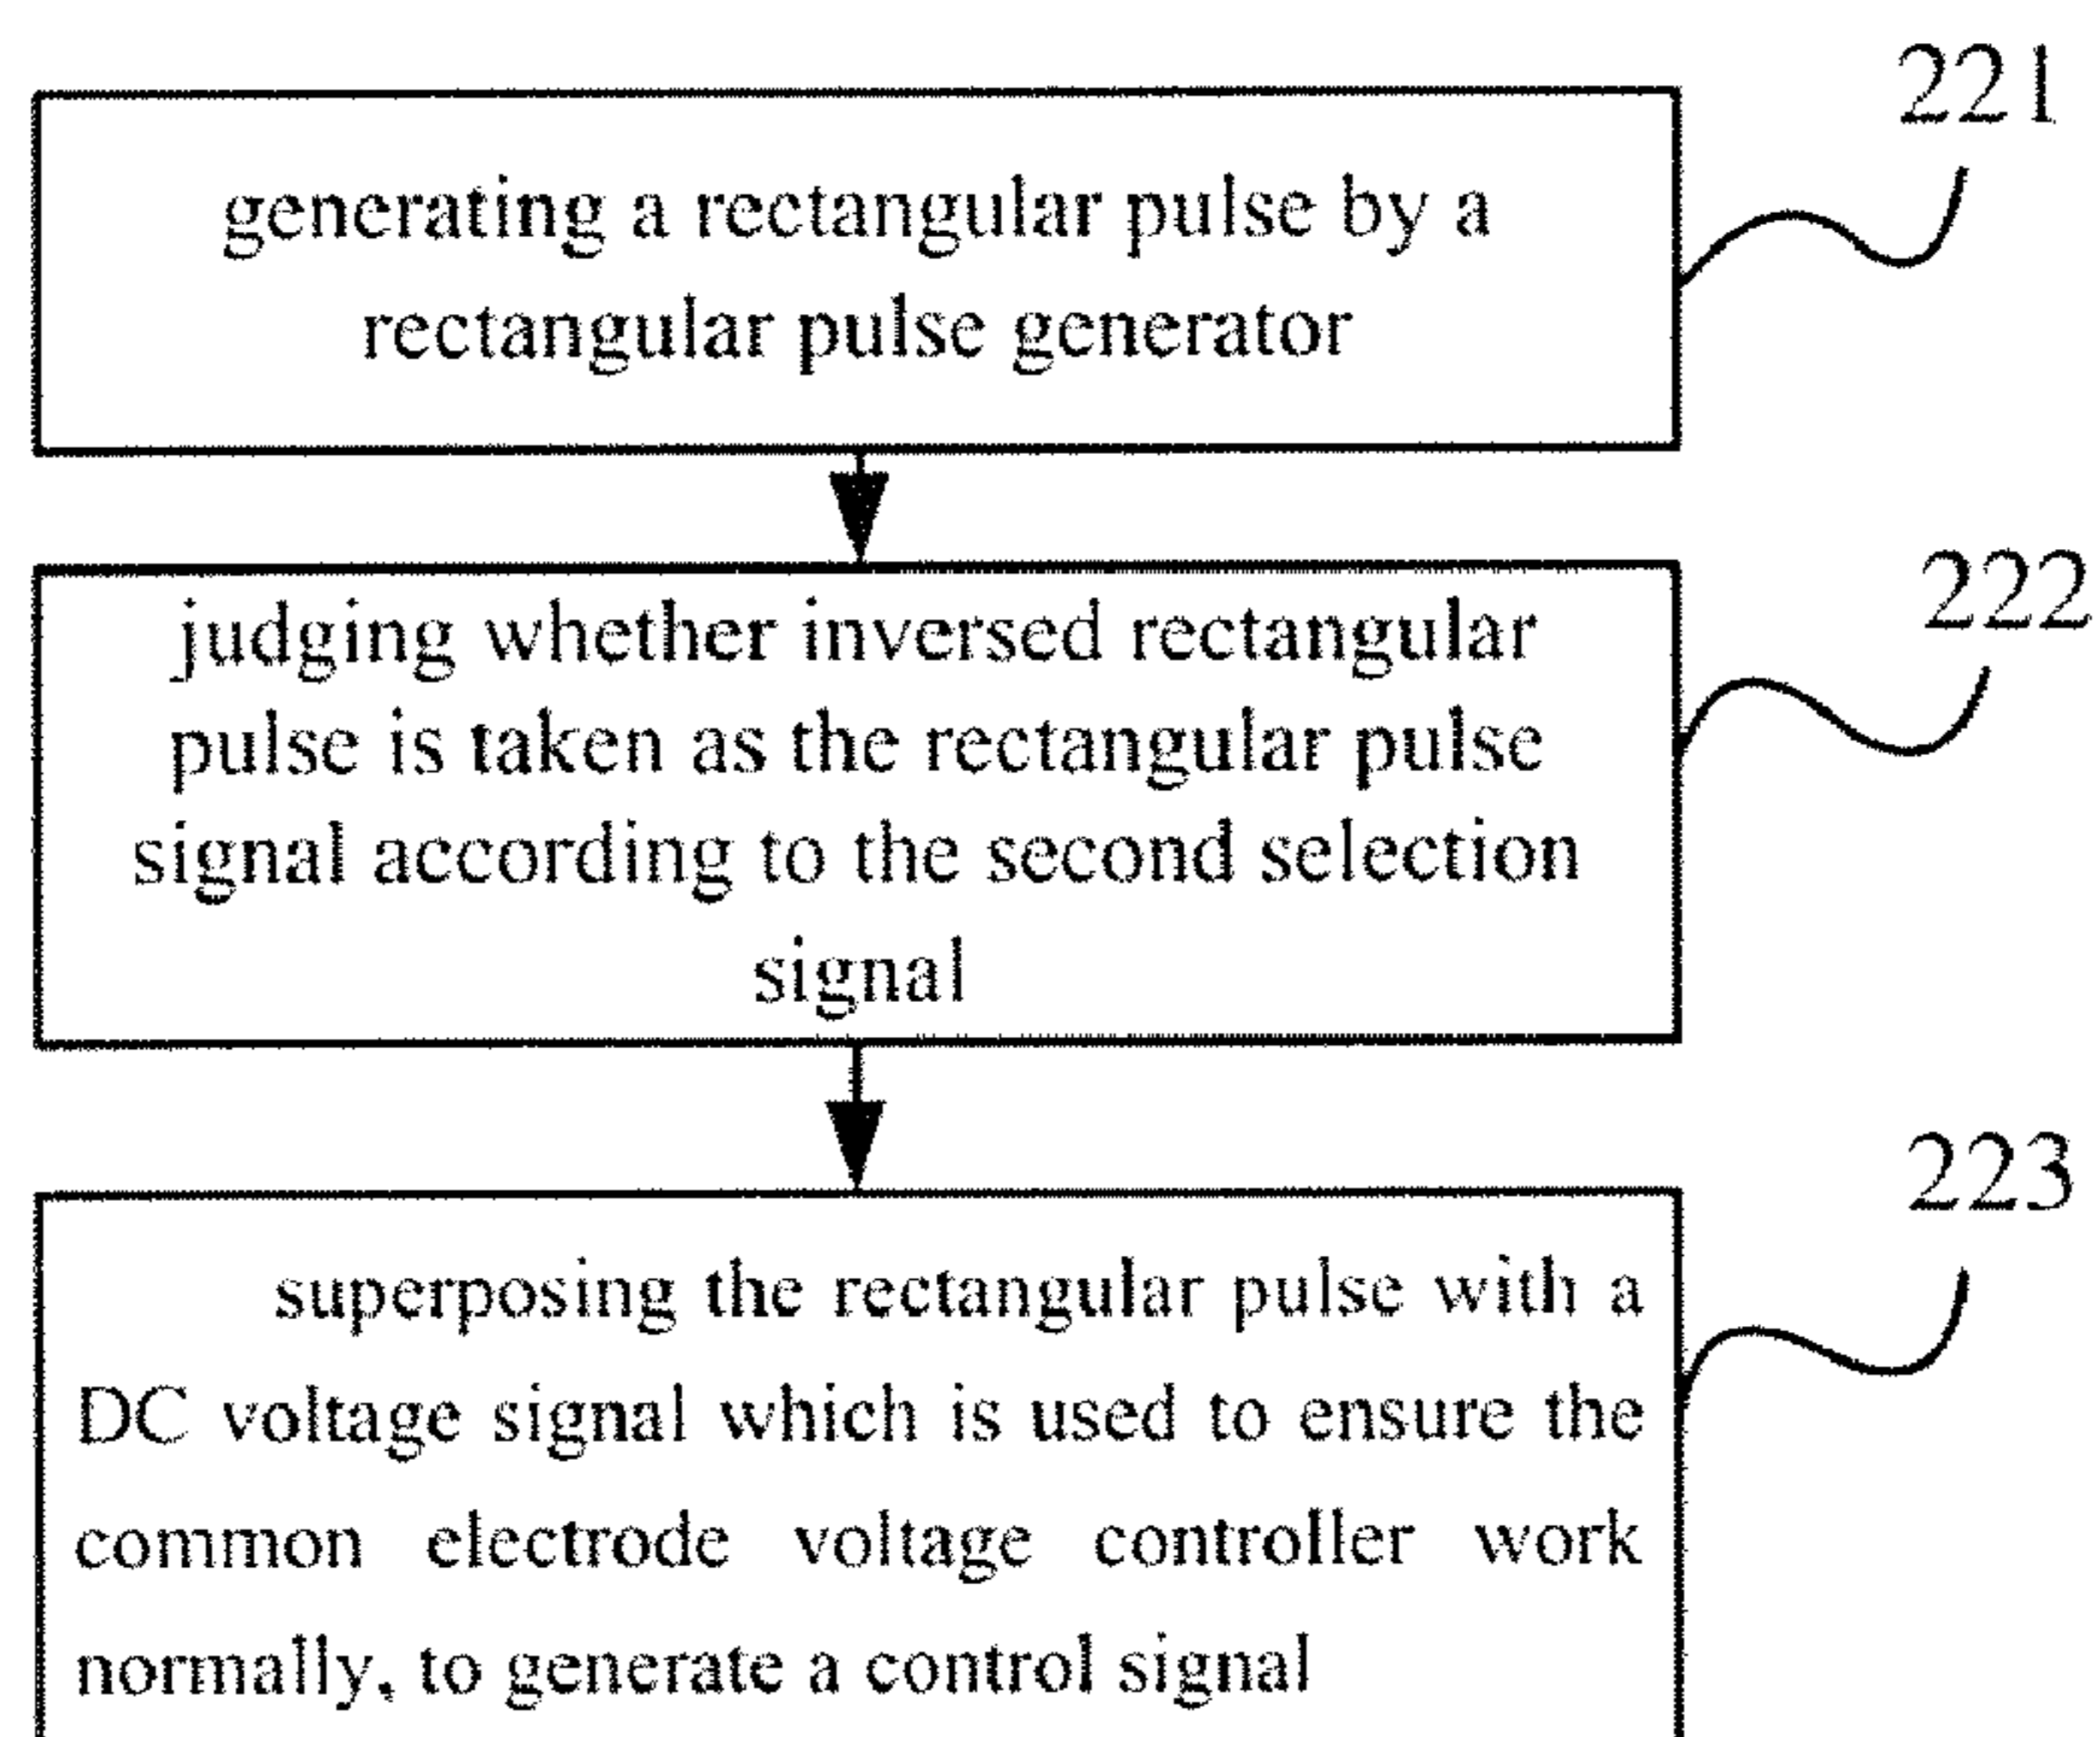 221
generating a rectangular pulse by a
rectangular pulse generator
222
judging whether inversed rectangular
pulse is taken as the rectangular pulse
signal according to the second selection
signal
223
superposing the rectangular pulse with a
DC voltage signal which is used to ensure the
common electrode voltage controller work
normally, to generate a control signal